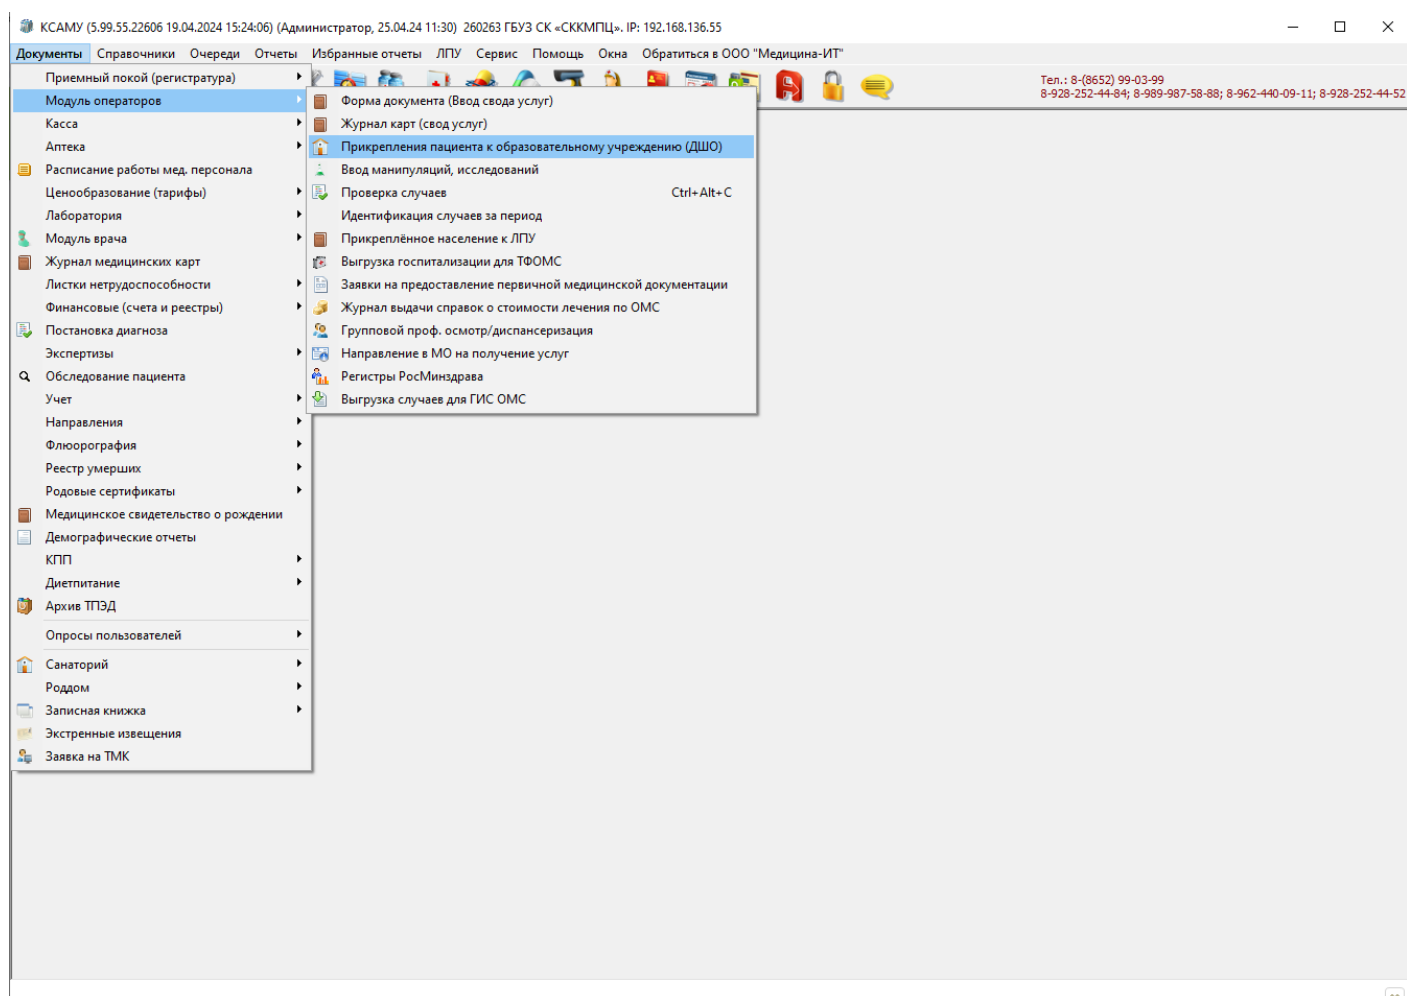 КСАМУ (5.99.55.22606 19.04.2024 15:24:06) (Администратор, 25.04.24 11:30) 260263 ГБУЗ СК «СККМПЦ». IP: 192.168.136.55
Документы Справочники Очереди Отчеты Избранные отчеты ЛПУ Сервис Помощь Окна Обратиться в ООО "Медицина-ИТ"
Тел.: 8-(8652) 99-03-99
8-928-252-44-84; 8-989-987-58-88; 8-962-440-09-11; 8-928-252-44-52
Приемный покой (регистратура)
Модуль операторов
Касса
Аптека
Расписание работы мед. персонала
Ценообразование (тарифы)
Лаборатория
Модуль врача
Журнал медицинских карт
Листки нетрудоспособности
Финансовые (счета и реестры)
Постановка диагноза
Экспертизы
Обследование пациента
Учет
Направления
Флюорография
Реестр умерших
Родовые сертификаты
Медицинское свидетельство о рождении
Демографические отчеты
КПП
Диетпитание
Архив ТПЭД
Опросы пользователей
Санаторий
Роддом
Записная книжка
Экстренные извещения
Заявка на ТМК
Форма документа (Ввод свода услуг)
Журнал карт (свод услуг)
Прикрепления пациента к образовательному учреждению (ДШО)
Ввод манипуляций, исследований
Проверка случаев Ctrl+Alt+C
Идентификация случаев за период
Прикреплённое население к ЛПУ
Выгрузка госпитализации для ТФОМС
Заявки на предоставление первичной медицинской документации
Журнал выдачи справок о стоимости лечения по ОМС
Групповой проф. осмотр/диспансеризация
Направление в МО на получение услуг
Регистры РосМинздрава
Выгрузка случаев для ГИС ОМС